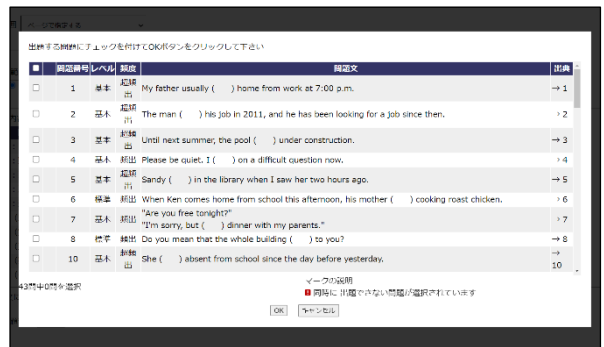 ページで指定する
出題する問題にチェックを付けてOKボタンをクリックして下さい
問題番号 レベル 頻度 問題文 出典
1 基本 超頻出 My father usually (　) home from work at 7:00 p.m. → 1
2 基本 超頻出 The man (　) his job in 2011, and he has been looking for a job since then. → 2
3 基本 超頻出 Until next summer, the pool (　) under construction. → 3
4 基本 頻出 Please be quiet. I (　) on a difficult question now. → 4
5 基本 超頻出 Sandy (　) in the library when I saw her two hours ago. → 5
6 標準 頻出 When Ken comes home from school this afternoon, his mother (　) cooking roast chicken. → 6
7 基本 頻出 "Are you free tonight?"
"I'm sorry, but (　) dinner with my parents." → 7
8 標準 頻出 Do you mean that the whole building (　) to you? → 8
10 基本 超頻出 She (　) absent from school since the day before yesterday. → 10
43問中0問を選択
マークの説明
同時に出題できない問題が選択されています
OK キャンセル